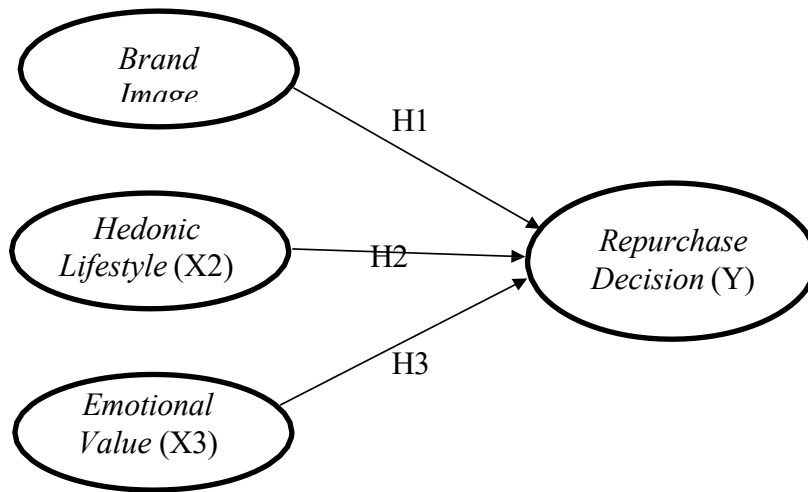 Brand
Image
H1
Hedonic
Lifestyle (X2)
H2
Repurchase
Decision (Y)
H3
Emotional
Value (X3)